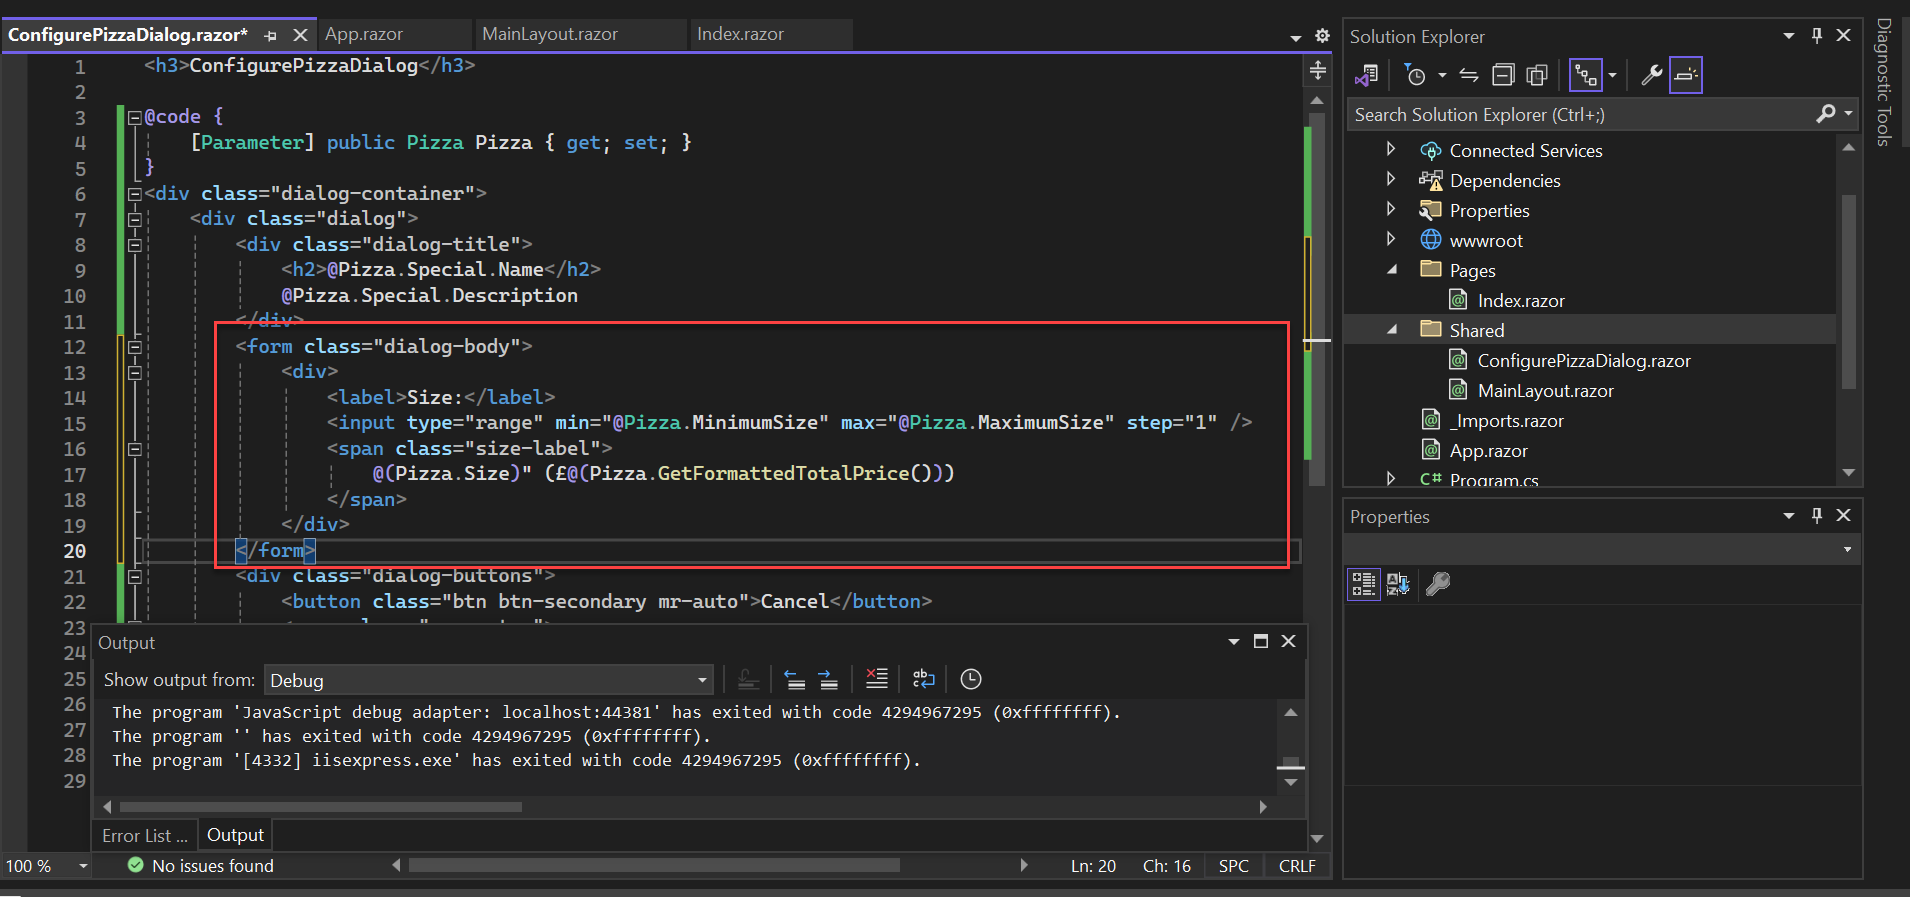 ConfigurePizzaDialog.razor*
App.razor
MainLayout.razor
Index.razor
1 <h3>ConfigurePizzaDialog</h3>
2
3 @code {
4 [Parameter] public Pizza Pizza { get; set; }
5 }
6 <div class="dialog-container">
7 <div class="dialog">
8 <div class="dialog-title">
9 <h2>@Pizza.Special.Name</h2>
10 @Pizza.Special.Description
11 </div>
12 <form class="dialog-body">
13 <div>
14 <label>Size:</label>
15 <input type="range" min="@Pizza.MinimumSize" max="@Pizza.MaximumSize" step="1" />
16 <span class="size-label">
17 @(Pizza.Size)" (£@(Pizza.GetFormattedTotalPrice()))
18 </span>
19 </div>
20 </form>
21 <div class="dialog-buttons">
22 <button class="btn btn-secondary mr-auto">Cancel</button>
23
24
25
26
27
28
29
Output
Show output from: Debug
The program 'JavaScript debug adapter: localhost:44381' has exited with code 4294967295 (0xffffffff).
The program '' has exited with code 4294967295 (0xffffffff).
The program '[4332] iisexpress.exe' has exited with code 4294967295 (0xffffffff).
Error List ... Output
100 % No issues found Ln: 20 Ch: 16 SPC CRLF
Solution Explorer
Search Solution Explorer (Ctrl+;)
Connected Services
Dependencies
Properties
wwwroot
Pages
Index.razor
Shared
ConfigurePizzaDialog.razor
MainLayout.razor
_Imports.razor
App.razor
C# Program.cs
Properties
Diagnostic Tools